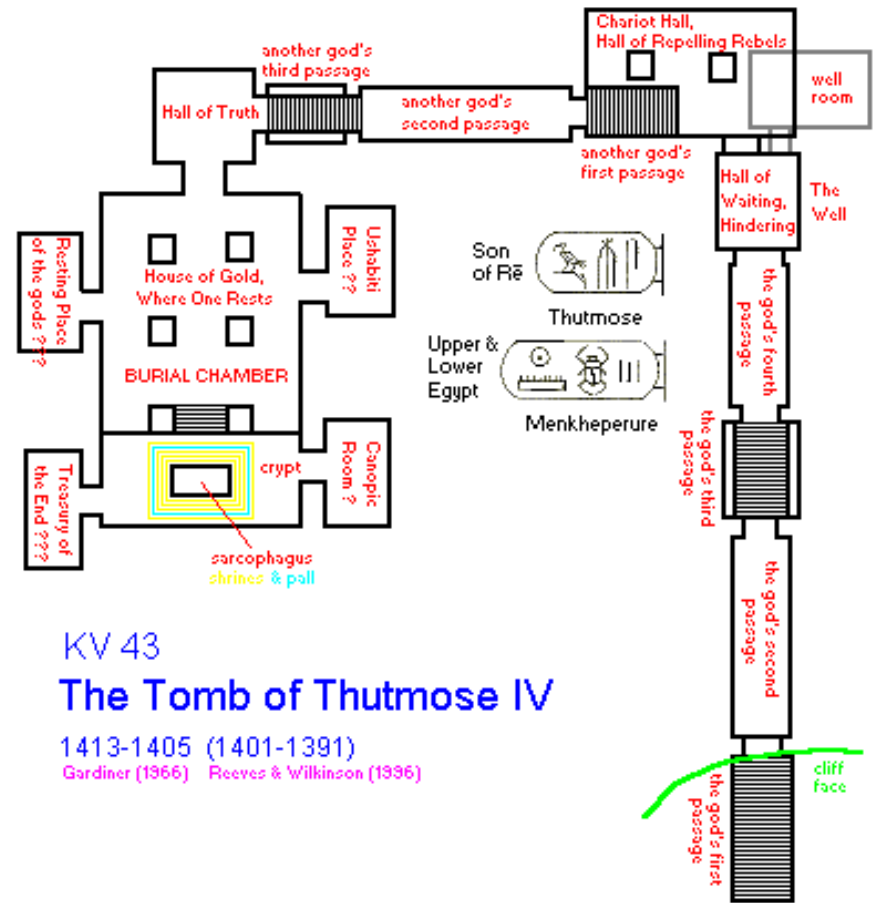 another god's
third passage
Chariot Hall,
Hall of Repelling Rebels
well
room
Hall of Truth
another god's
second passage
another god's
first passage
Hall of
Waiting,
Hindering
The
Well
Resting Place
of the gods ???
Ushabiti
Place ??
House of Gold,
Where One Rests
BURIAL CHAMBER
Son
of Rē
Thutmose
Upper &
Lower
Egypt
Menkheperure
the god's fourth
passage
the god's third
passage
Treasury of
the End ???
crypt
Canopic
Room ?
sarcophagus
shrines & pall
the god's second
passage
KV 43
The Tomb of Thutmose IV
1413-1405 (1401-1391)
Gardiner (1966) Reeves & Wilkinson (1996)
cliff
face
the god's first
passage